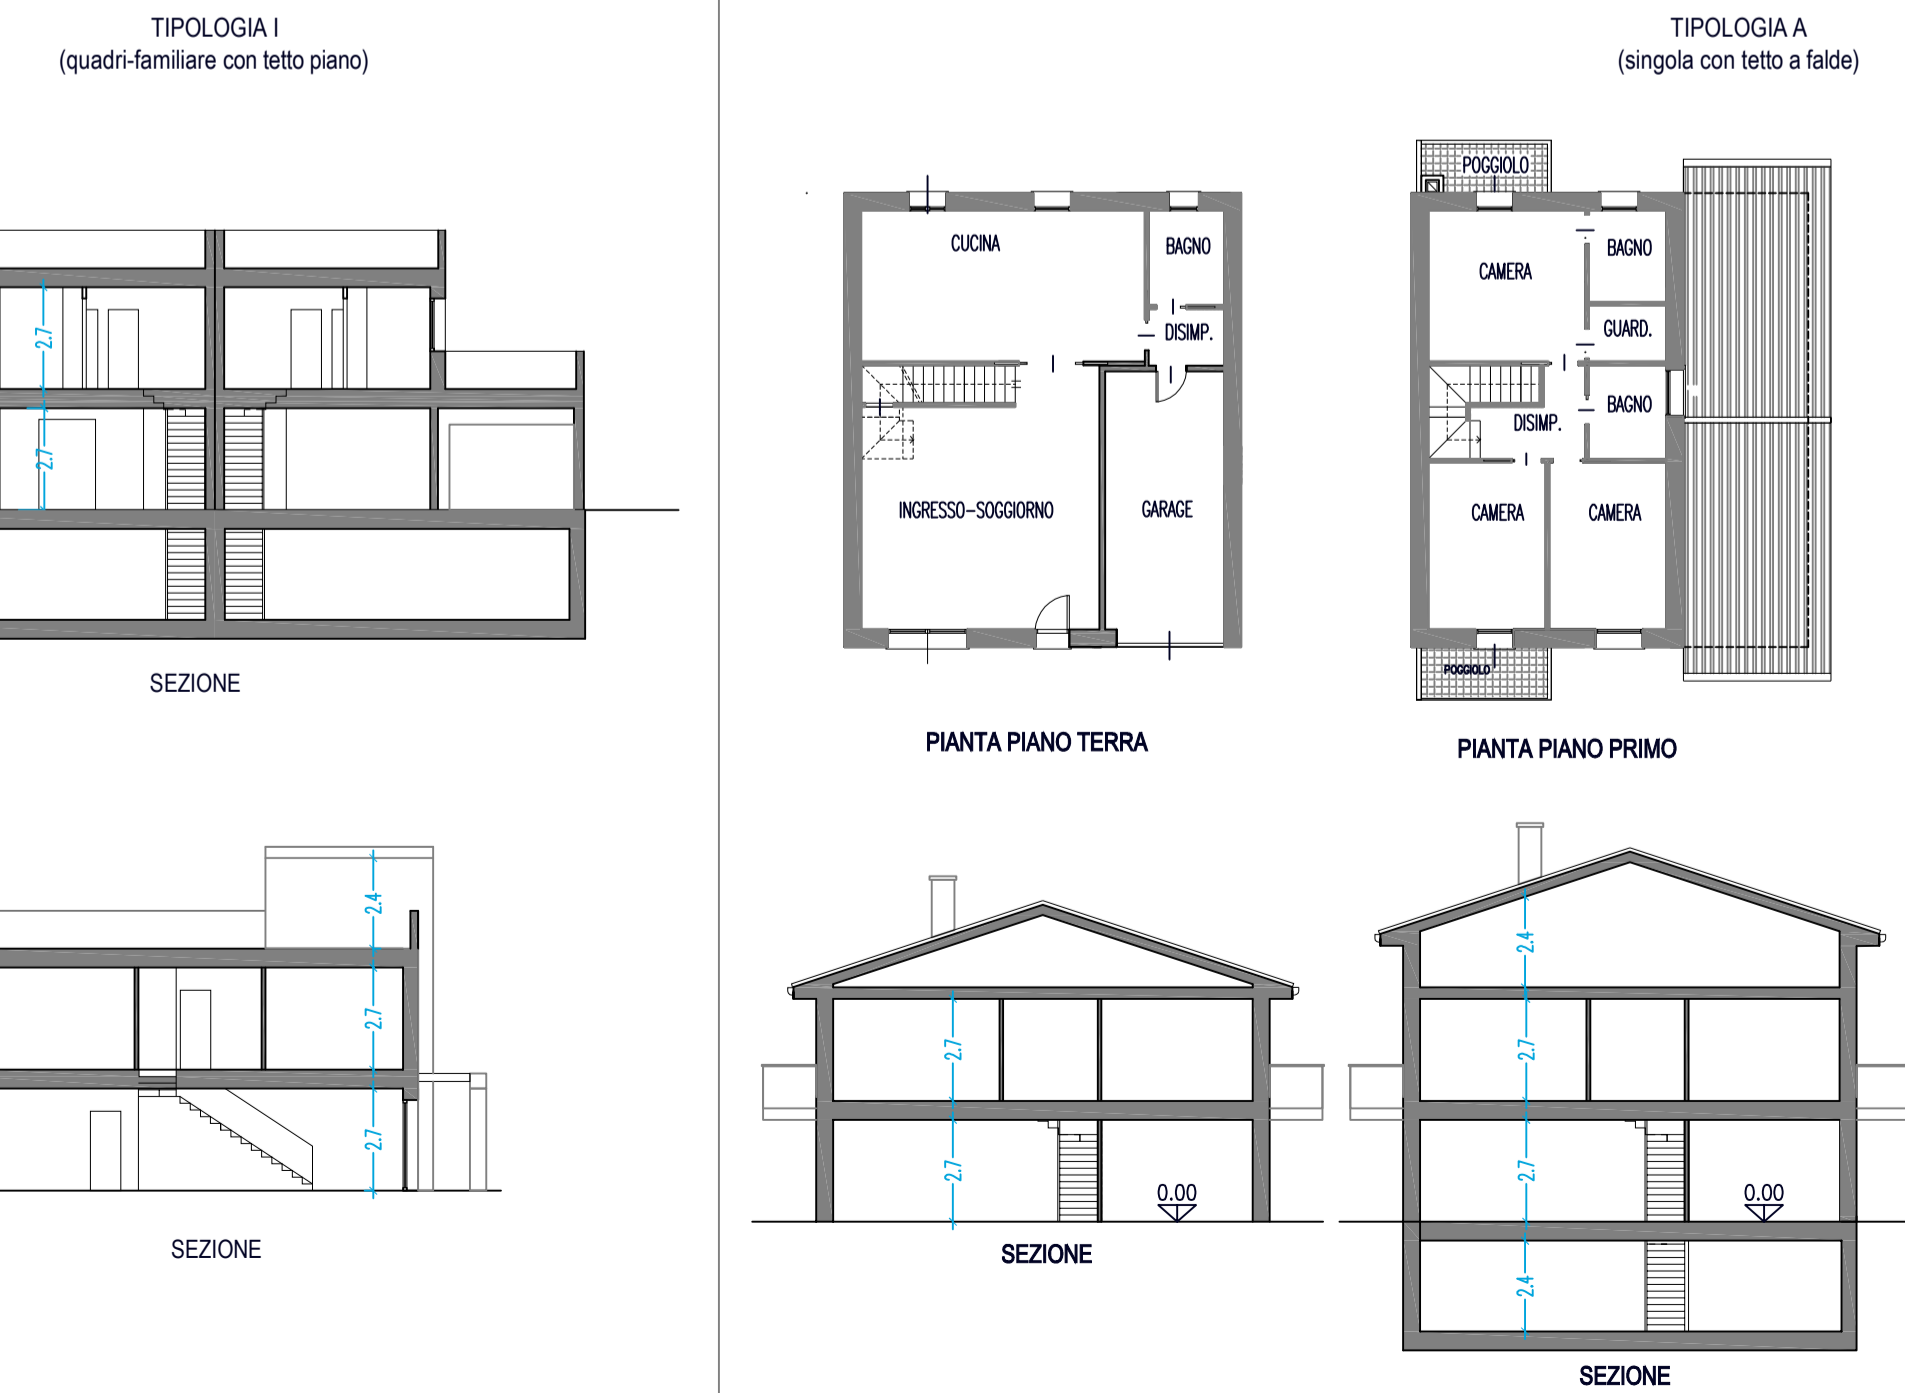 TIPOLOGIA I
(quadri-familiare con tetto piano)
2.7
2.7
SEZIONE
2.4
2.7
2.7
SEZIONE
TIPOLOGIA A
(singola con tetto a falde)
CUCINA
BAGNO
DISIMP.
INGRESSO-SOGGIORNO
GARAGE
PIANTA PIANO TERRA
POGGIOLO
CAMERA
BAGNO
GUARD.
BAGNO
DISIMP.
CAMERA
CAMERA
POGGIOLO
PIANTA PIANO PRIMO
2.7
2.7
0.00
SEZIONE
2.4
2.7
2.7
0.00
2.4
SEZIONE